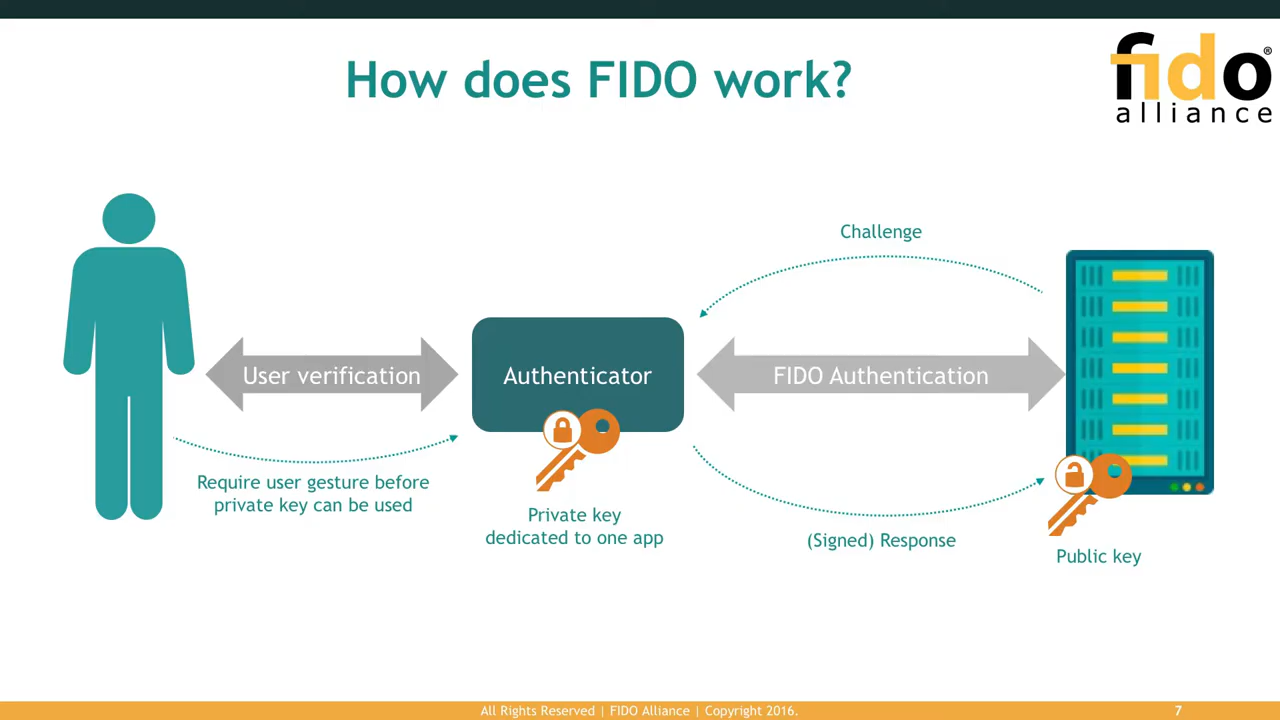 How does FIDO work?
fido®
alliance
Challenge
User verification
Authenticator
FIDO Authentication
Require user gesture before
private key can be used
Private key
dedicated to one app
(Signed) Response
Public key
All Rights Reserved | FIDO Alliance | Copyright 2016.
7